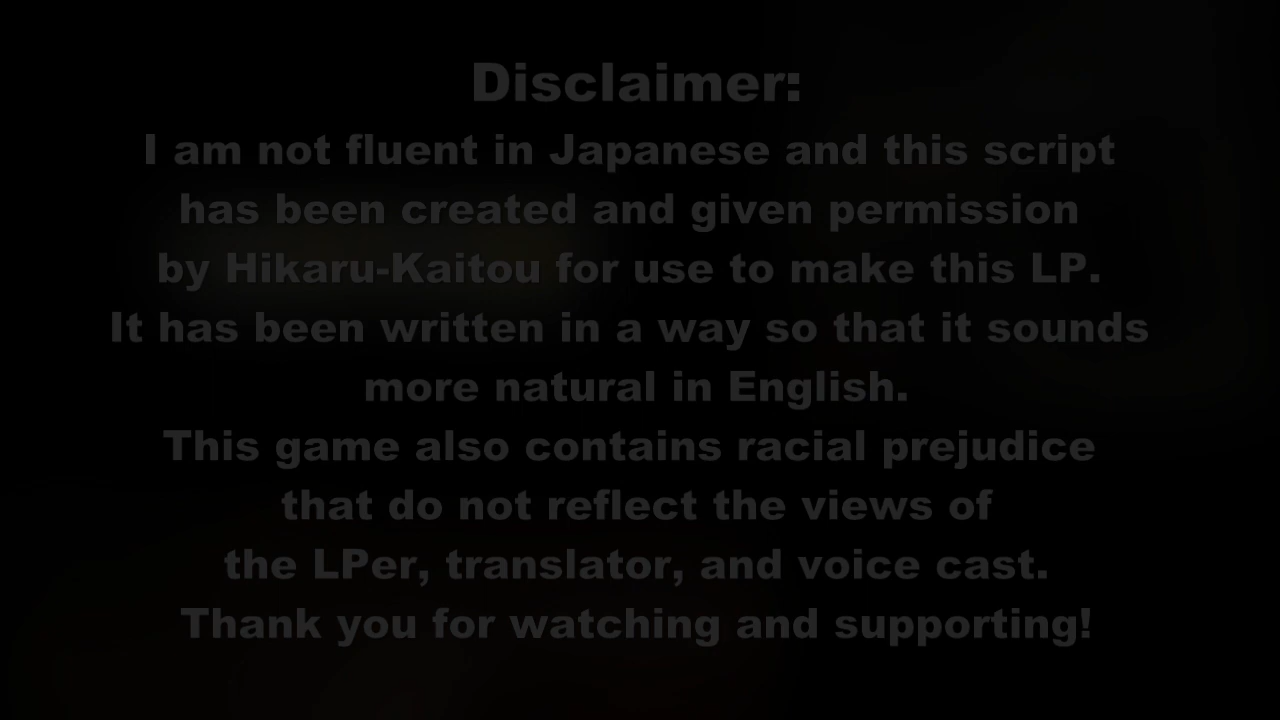 Disclaimer:
I am not fluent in Japanese and this script
has been created and given permission
by Hikaru-Kaitou for use to make this LP.
It has been written in a way so that it sounds
more natural in English.
This game also contains racial prejudice
that do not reflect the views of
the LPer, translator, and voice cast.
Thank you for watching and supporting!